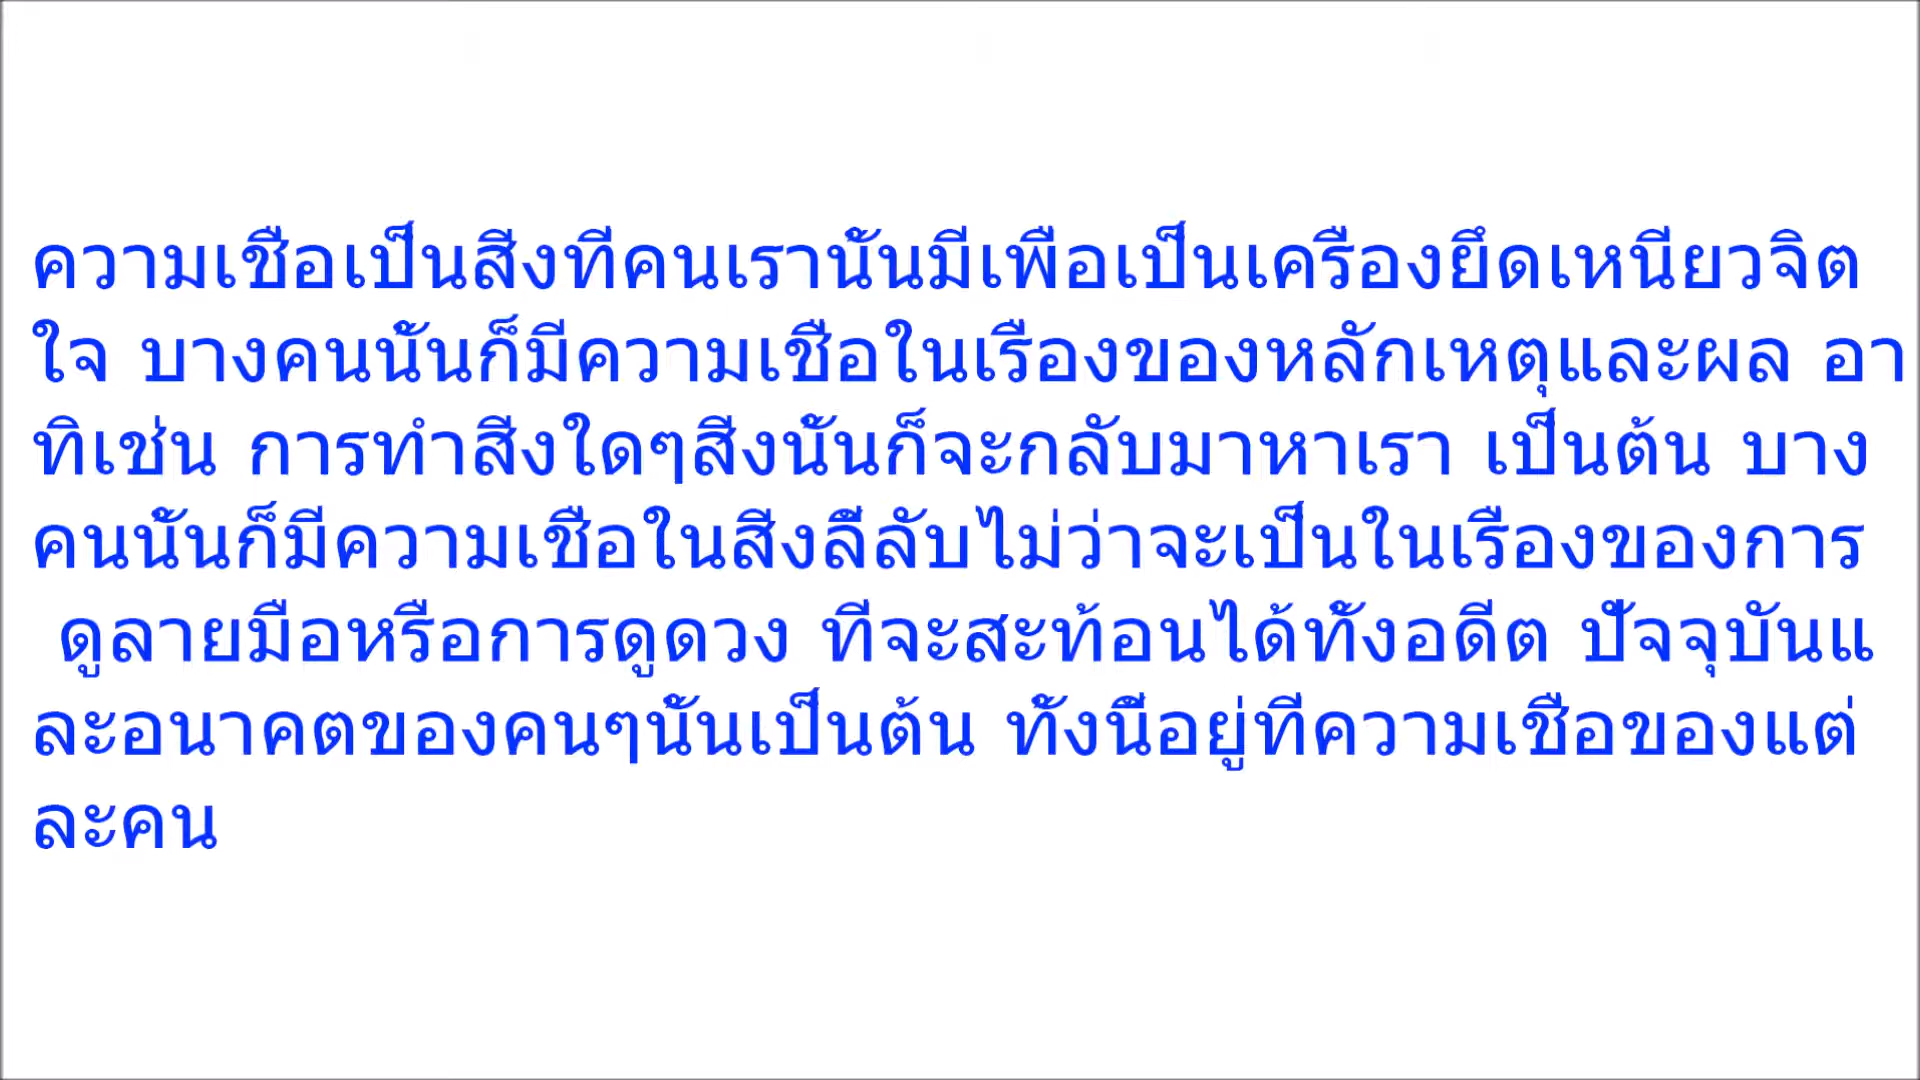 ความเชื่อเป็นสิ่งที่คนเรานั้นมีเพื่อเป็นเครื่องยึดเหนี่ยวจิต
ใจ บางคนนั้นก็มีความเชื่อในเรื่องของหลักเหตุและผล อา
ทิเช่น การทำสิ่งใดๆสิ่งนั้นก็จะกลับมาหาเรา เป็นต้น บาง
คนนั้นก็มีความเชื่อในสิ่งลี้ลับไม่ว่าจะเป็นในเรื่องของการ
ดูลายมือหรือการดูดวง ที่จะสะท้อนได้ทั้งอดีต ปัจจุบันแ
ละอนาคตของคนๆนั้นเป็นต้น ทั้งนี้อยู่ที่ความเชื่อของแต่
ละคน